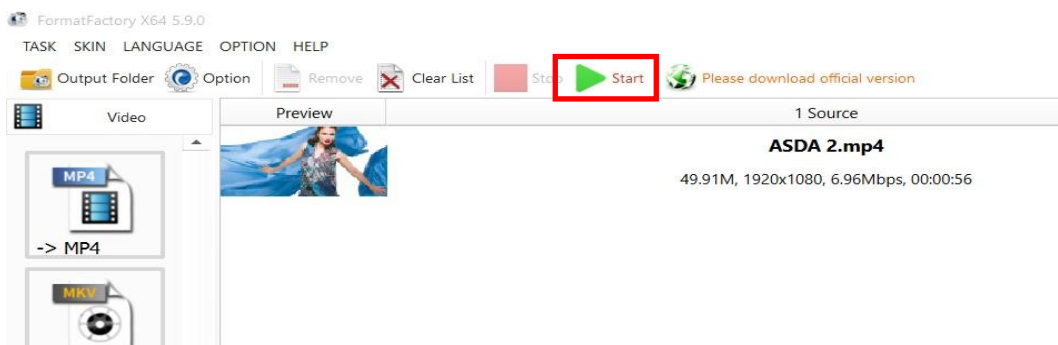 FormatFactory X64 5.9.0
TASK SKIN LANGUAGE OPTION HELP
Output Folder Option Remove Clear List Stop Start Please download official version
Video Preview 1 Source
ASDA 2.mp4
49.91M, 1920x1080, 6.96Mbps, 00:00:56
MP4
-> MP4
MKV